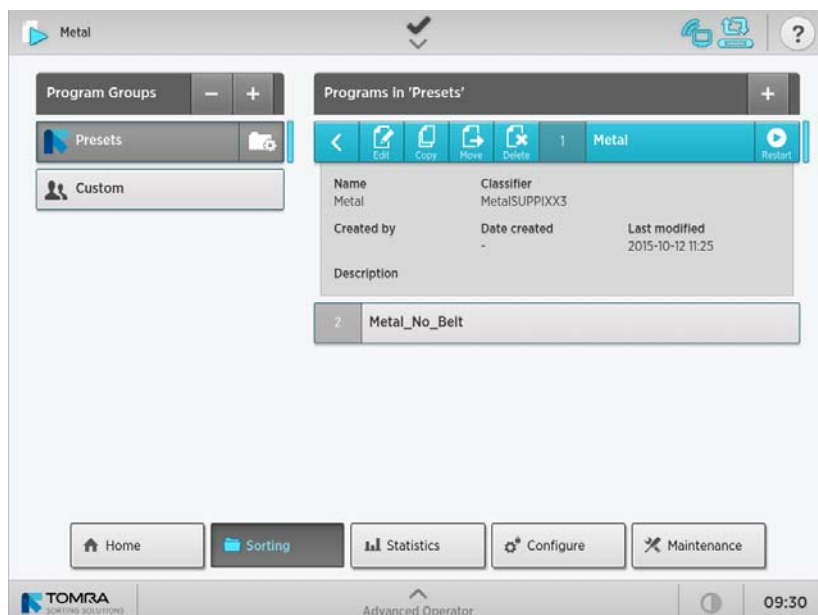 Metal
?
Program Groups - +
Programs in 'Presets' +
Presets
Edit Copy Move Delete 1 Metal Restart
Custom
Name Classifier
Metal MetalSUPPIXX3
Created by Date created Last modified
- 2015-10-12 11:25
Description
2 Metal_No_Belt
Home Sorting Statistics Configure Maintenance
TOMRA
SORTING SOLUTIONS
Advanced Operator
09:30